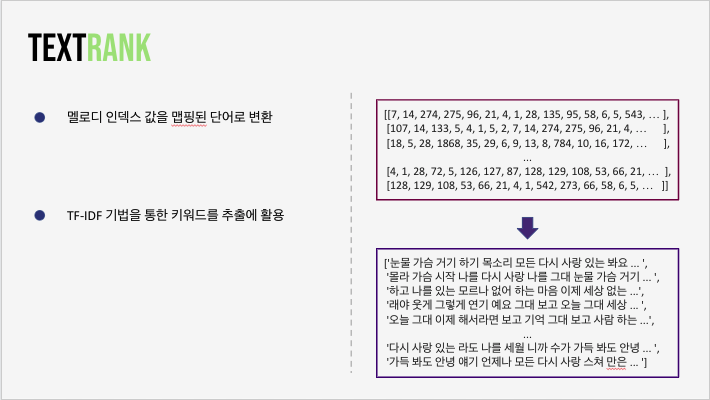 TEXTRANK
멜로디 인덱스 값을 맵핑된 단어로 변환
TF-IDF 기법을 통한 키워드를 추출에 활용
[[7, 14, 274, 275, 96, 21, 4, 1, 28, 135, 95, 58, 6, 5, 543, … ],
[107, 14, 133, 5, 4, 1, 5, 2, 7, 14, 274, 275, 96, 21, 4, … ],
[18, 5, 28, 1868, 35, 29, 6, 9, 13, 8, 784, 10, 16, 172, … ],
…
[4, 1, 28, 72, 5, 126, 127, 87, 128, 129, 108, 53, 66, 21, … ],
[128, 129, 108, 53, 66, 21, 4, 1, 542, 273, 66, 58, 6, 5, … ]]
['눈물 가슴 거기 하기 목소리 모든 다시 사랑 있는 봐요 … ',
'몰라 가슴 시작 나를 다시 사랑 나를 그대 눈물 가슴 거기 … ',
'하고 나를 있는 모르나 없어 하는 마음 이제 세상 없는 …',
'래야 웃게 그렇게 연기 예요 그대 보고 오늘 그대 세상 … ',
'오늘 그대 이제 해서라면 보고 기억 그대 보고 사람 하는 …',
…
'다시 사랑 있는 라도 나를 세월 니까 수가 가득 봐도 안녕 … ',
'가득 봐도 안녕 얘기 언제나 모든 다시 사랑 스쳐 만은 … ']